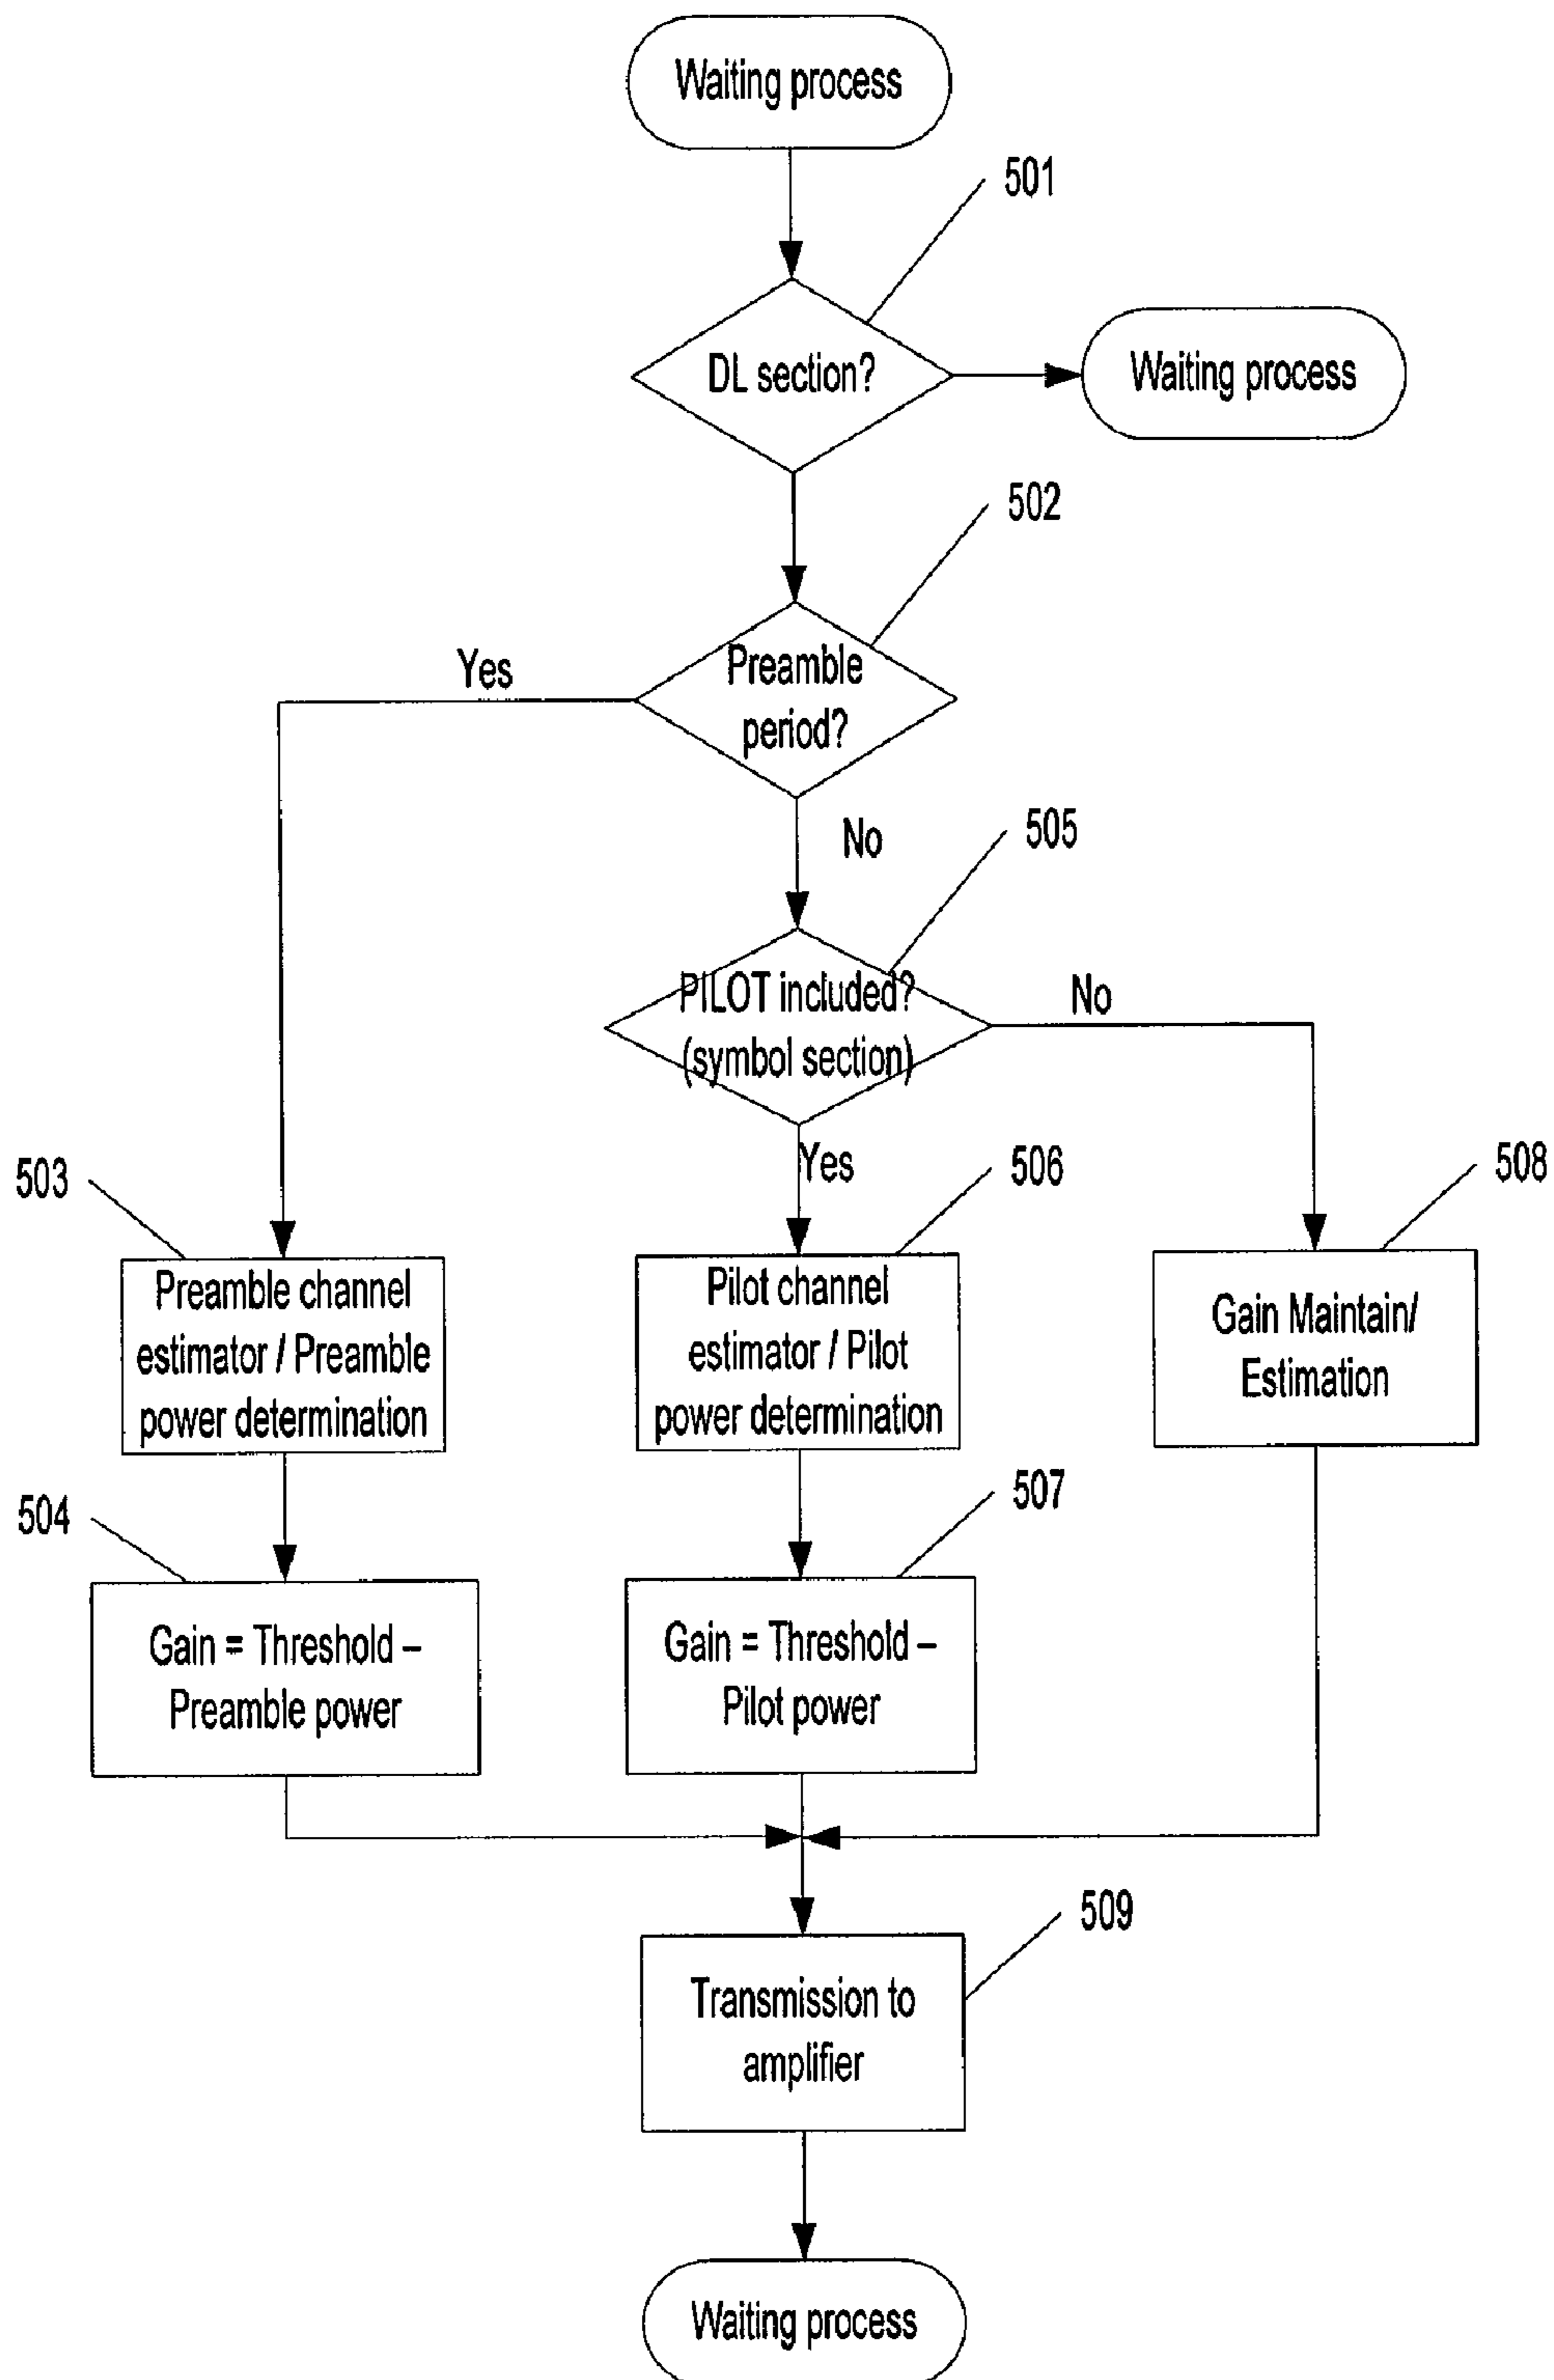 Waiting process
501
DL section?
Waiting process
502
Yes
Preamble
period?
No
505
PILOT included?
(symbol section)
No
Yes
503
506
508
Preamble channel
estimator / Preamble
power determination
Pilot channel
estimator / Pilot
power determination
Gain Maintain/
Estimation
504
507
Gain = Threshold –
Preamble power
Gain = Threshold –
Pilot power
509
Transmission to
amplifier
Waiting process